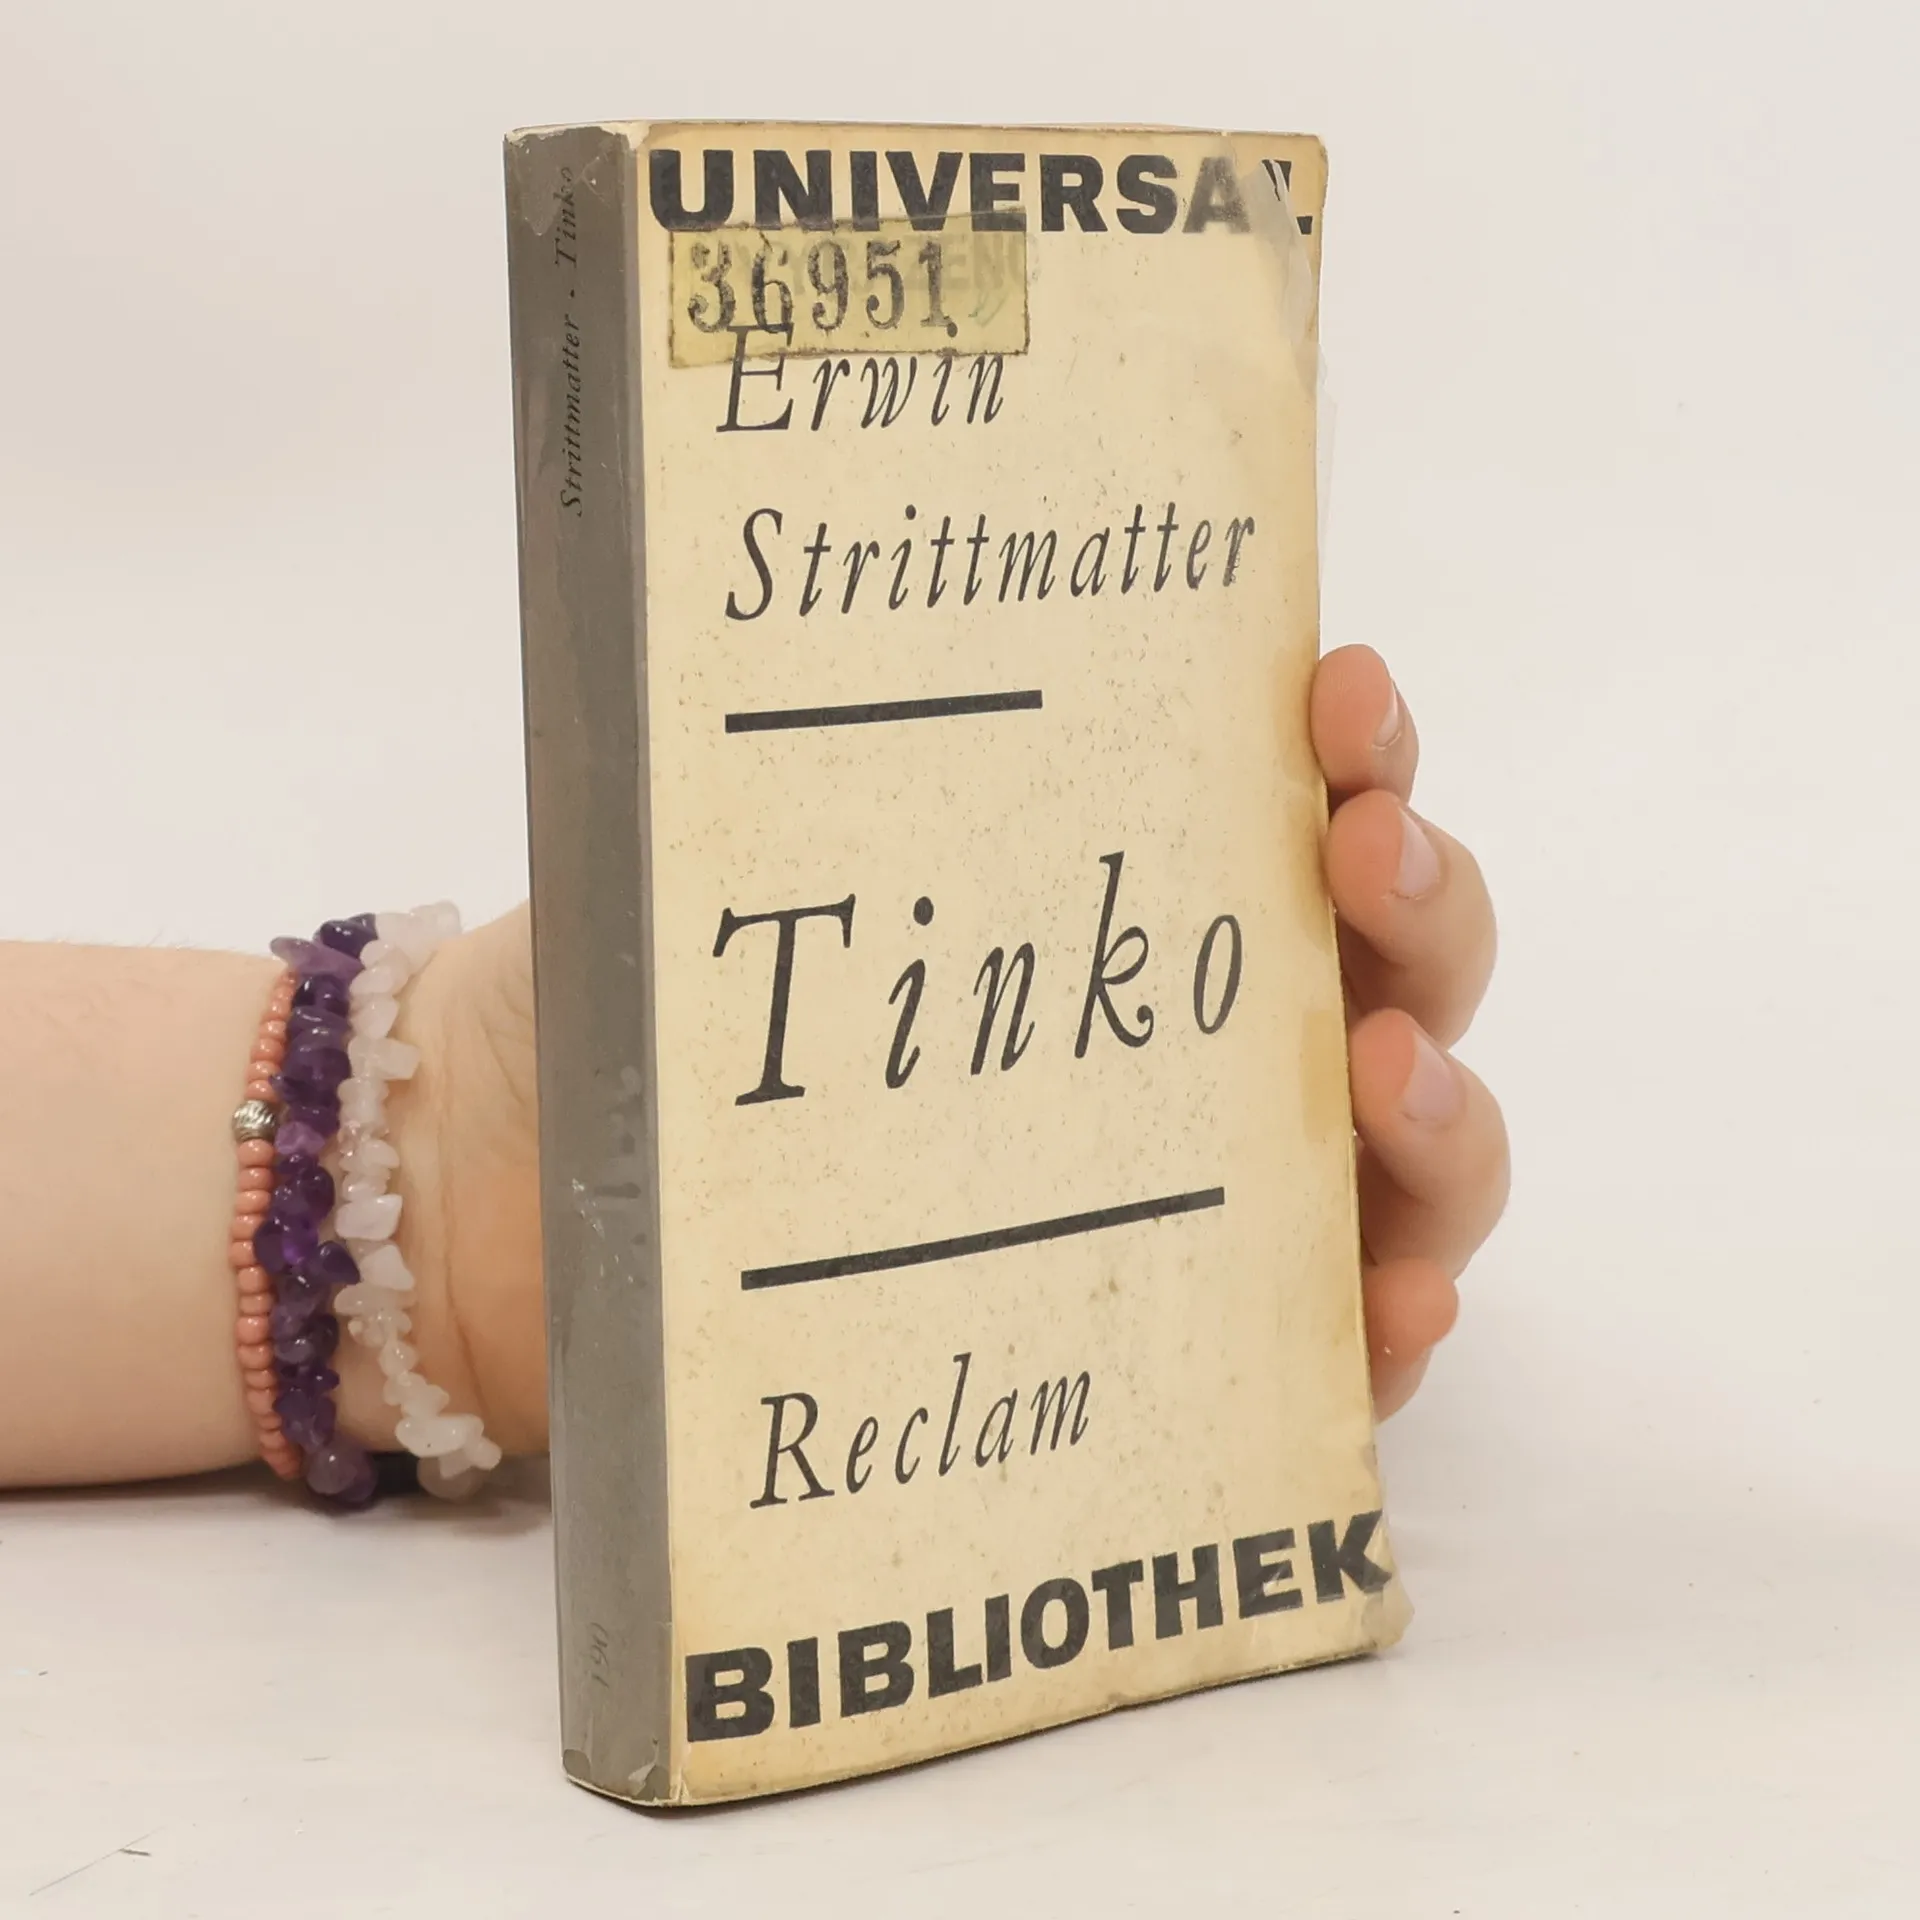 Strittmatter · Tinko
190
UNIVERSAL
36951
Erwin
Strittmatter
Tinko
Reclam
BIBLIOTHEK